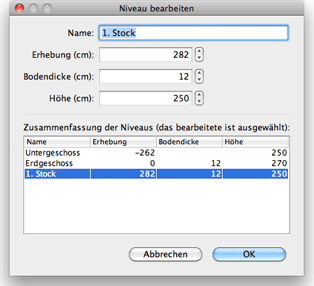 Niveau bearbeiten
Name: 1. Stock
Erhebung (cm): 282
Bodendicke (cm): 12
Höhe (cm): 250
Zusammenfassung der Niveaus (das bearbeitete ist ausgewählt):
Name Erhebung Bodendicke Höhe
Untergeschoss -262 250
Erdgeschoss 0 12 270
1. Stock 282 12 250
Abbrechen OK